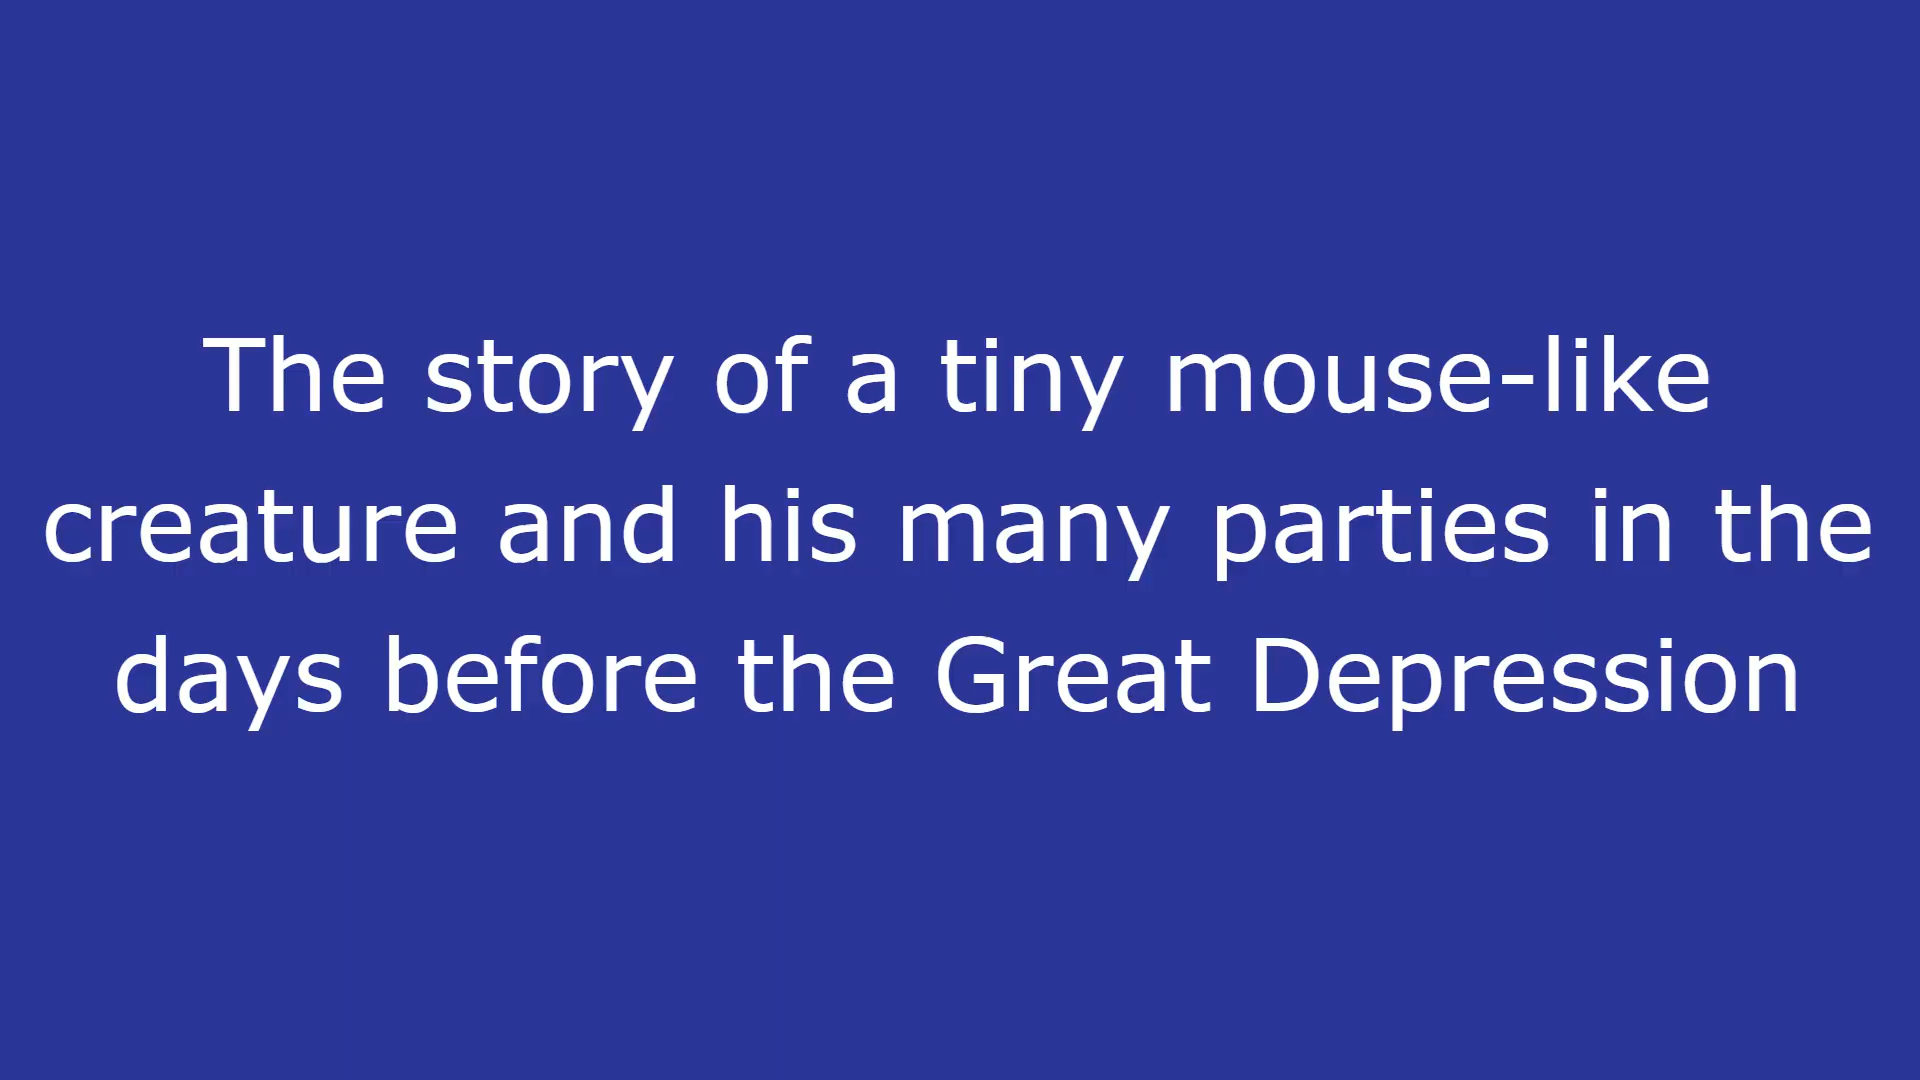 The story of a tiny mouse-like
creature and his many parties in the
days before the Great Depression